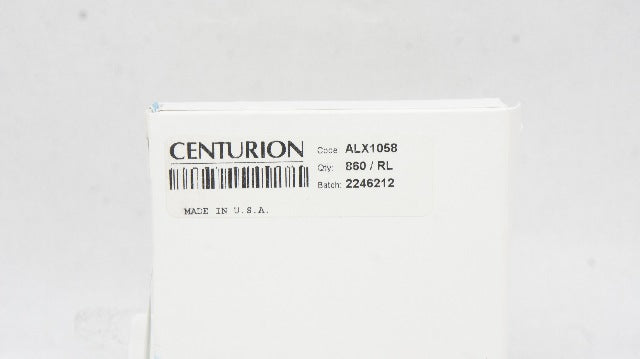 CENTURION
Code: ALX1058
Qty: 860 / RL
Batch: 2246212
MADE IN U.S.A.